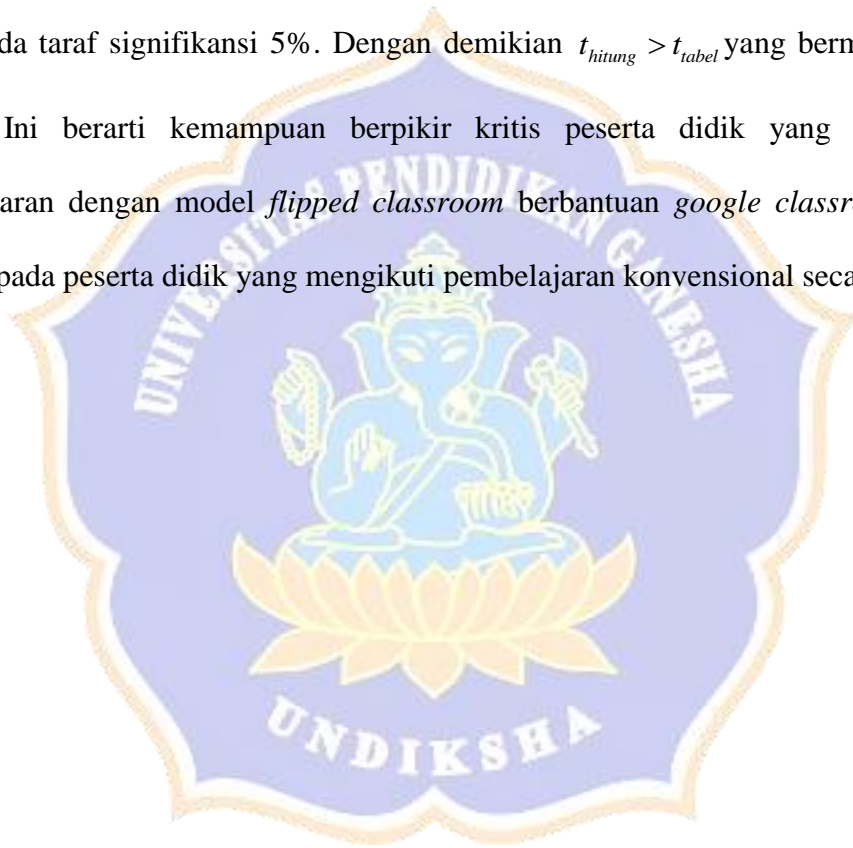 da taraf signifikansi 5%. Dengan demikian t_hitung > t_tabel yang berm
Ini berarti kemampuan berpikir kritis peserta didik yang
aran dengan model flipped classroom berbantuan google classr
pada peserta didik yang mengikuti pembelajaran konvensional seca
UNIVERSITAS PENDIDIKAN GANESHA
UNDIKSHA